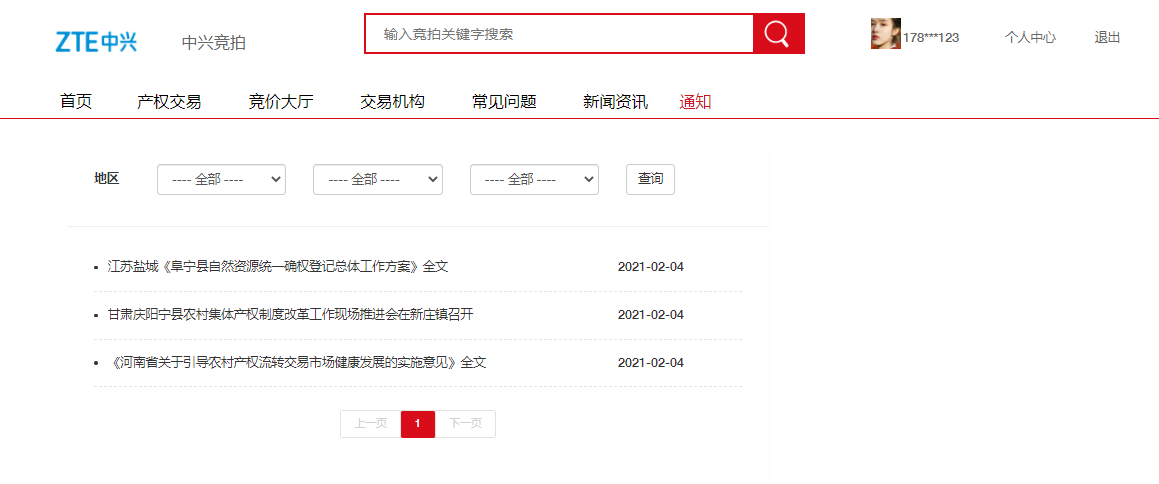 ZTE中兴 中兴竞拍 输入竞拍关键字搜索 178***123 个人中心 退出
首页 产权交易 竞价大厅 交易机构 常见问题 新闻资讯 通知
地区 ---- 全部 ---- ---- 全部 ---- ---- 全部 ---- 查询
江苏盐城《阜宁县自然资源统一确权登记总体工作方案》全文 2021-02-04
甘肃庆阳宁县农村集体产权制度改革工作现场推进会在新庄镇召开 2021-02-04
《河南省关于引导农村产权流转交易市场健康发展的实施意见》全文 2021-02-04
上一页 1 下一页